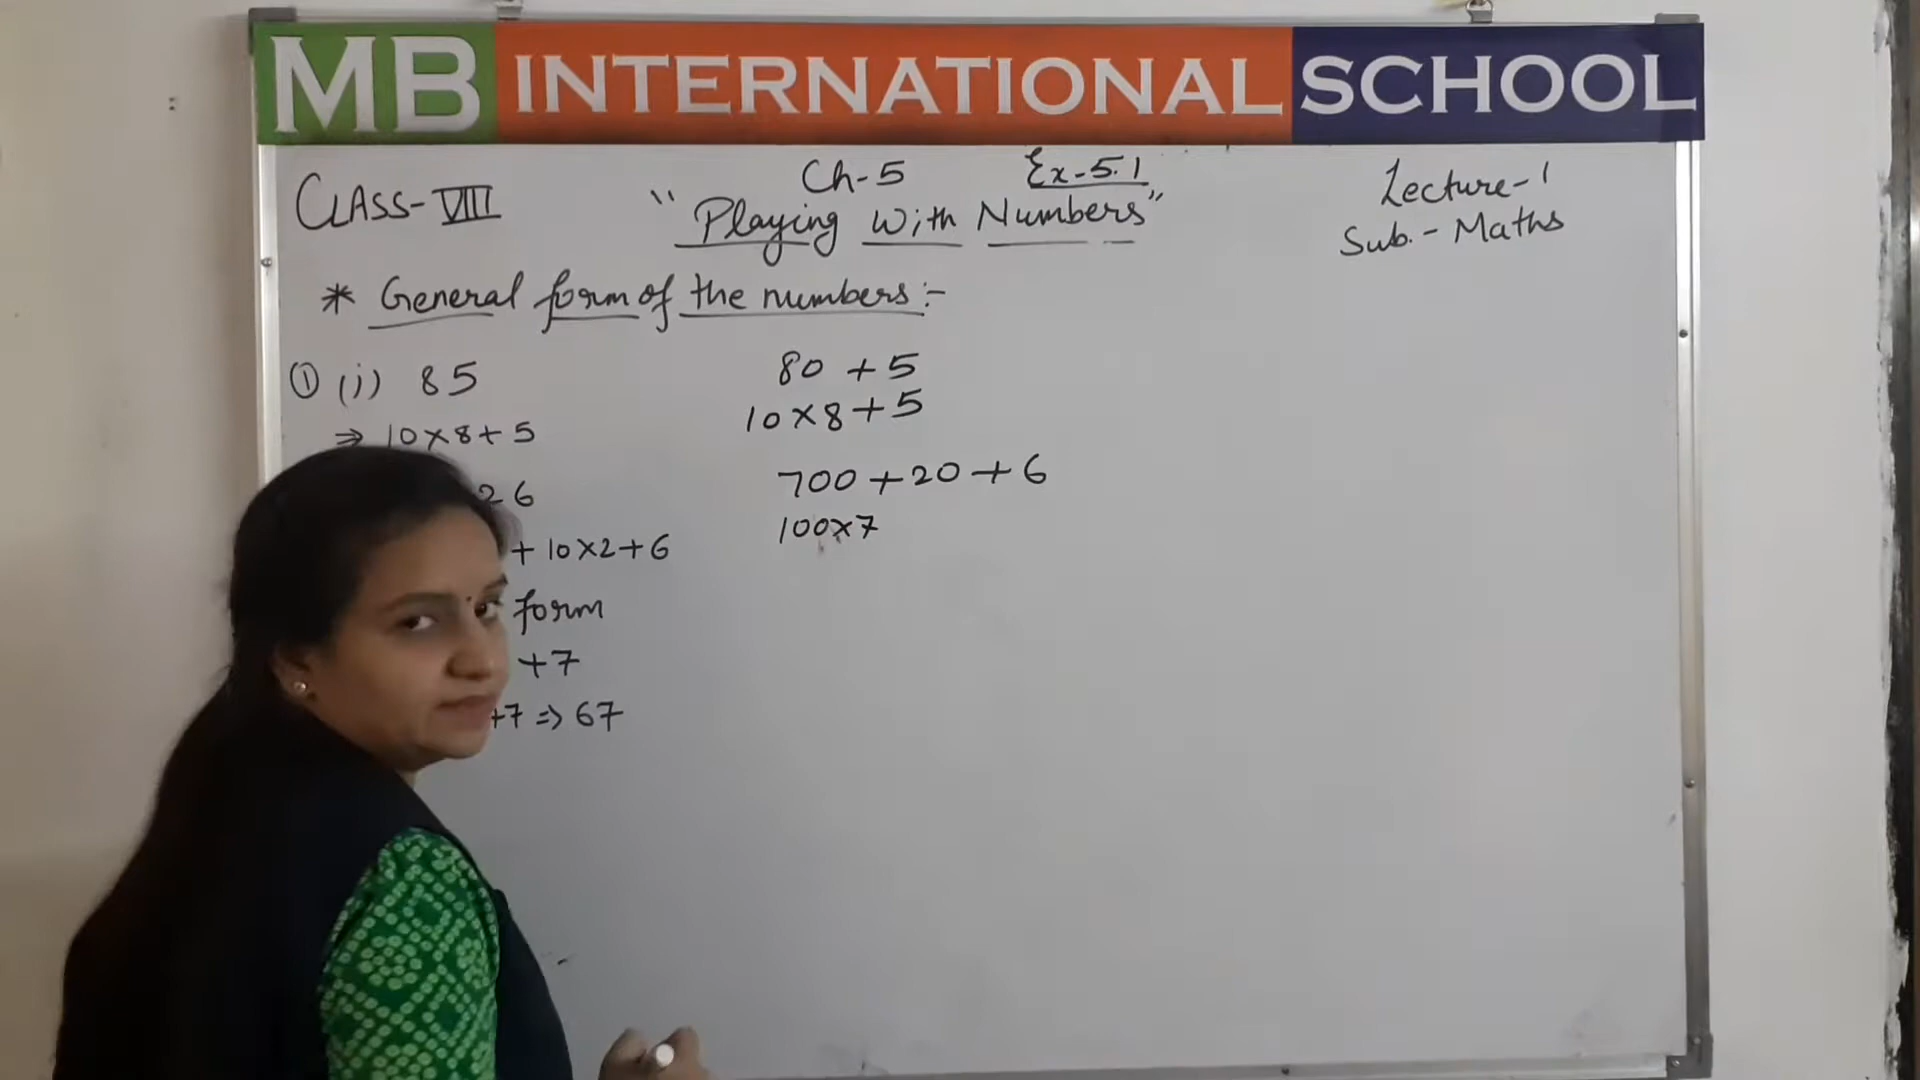 MB INTERNATIONAL SCHOOL
CLASS-VIII
Ch-5 Ex-5.1
"Playing With Numbers"
Lecture-1
Sub.- Maths
* General form of the numbers:-
① (i) 85
⇒ 10×8+5
26
+ 10×2+6
form
+7
+7 ⇒ 67
80 + 5
10×8+5
700+20+6
100×7